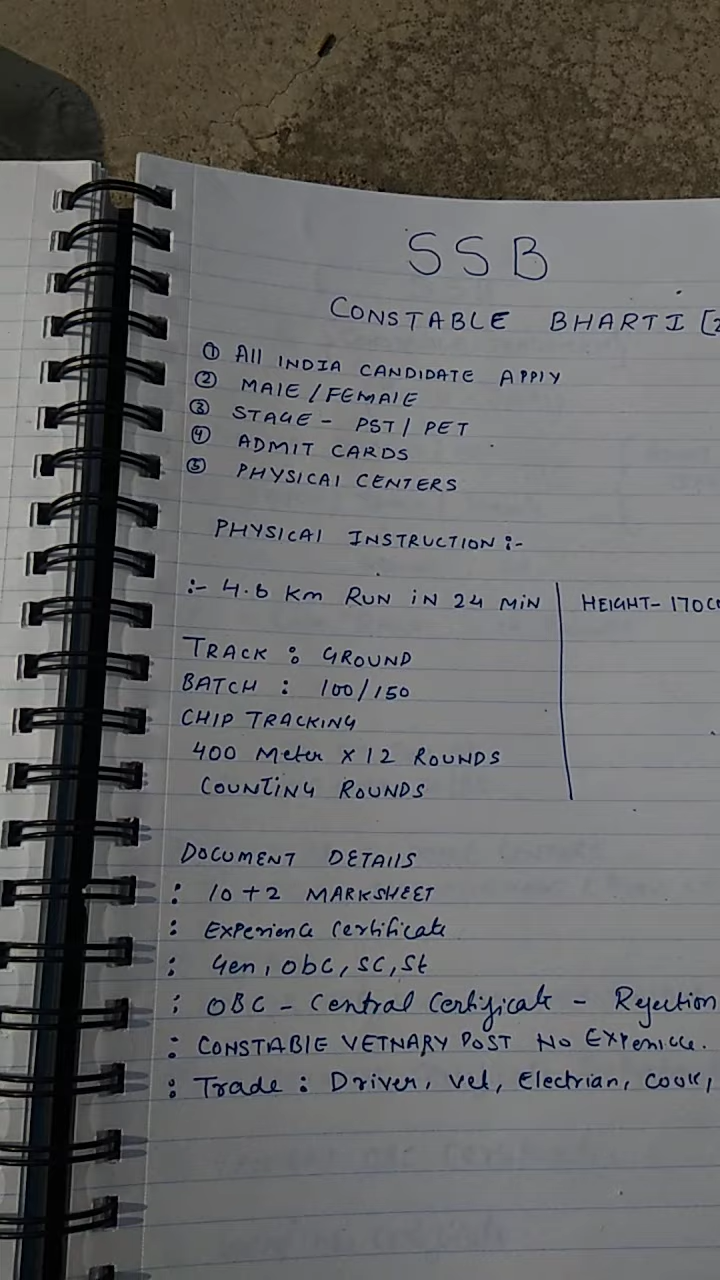 SSB
CONSTABLE BHARTI [2
① All INDIA CANDIDATE APPLY
② MALE / FEMALE
③ STAGE - PST / PET
④ ADMIT CARDS
⑤ PHYSICAL CENTERS
PHYSICAL INSTRUCTION :-
:- 4.6 Km RUN iN 24 MiN
HEIGHT - 170 cm
TRACK : GROUND
BATCH : 100/150
CHIP TRACKING
400 Meter X 12 ROUNDS
COUNTING ROUNDS
DOCUMENT DETAILS
: 10 + 2 MARKSHEET
: Experience Certificate
: Gen, Obc, SC, St
: OBC - Central Certificate - Rejection
: CONSTABLE VETNARY POST NO EXPERICCE.
: Trade : Driver, Vet, Electrian, Cook,